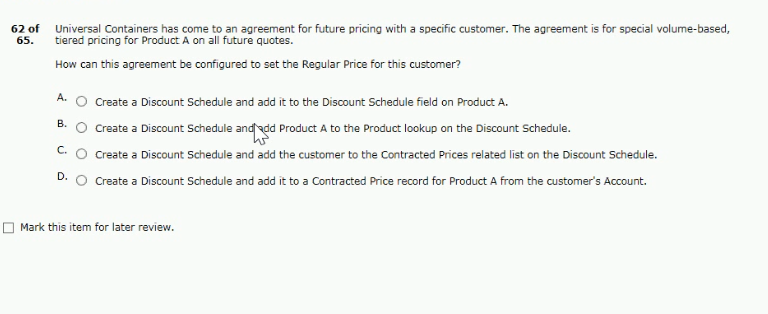 62 of Universal Containers has come to an agreement for future pricing with a specific customer. The agreement is for special volume-based,
65. tiered pricing for Product A on all future quotes.
How can this agreement be configured to set the Regular Price for this customer?
A. Create a Discount Schedule and add it to the Discount Schedule field on Product A.
B. Create a Discount Schedule and add Product A to the Product lookup on the Discount Schedule.
C. Create a Discount Schedule and add the customer to the Contracted Prices related list on the Discount Schedule.
D. Create a Discount Schedule and add it to a Contracted Price record for Product A from the customer's Account.
Mark this item for later review.